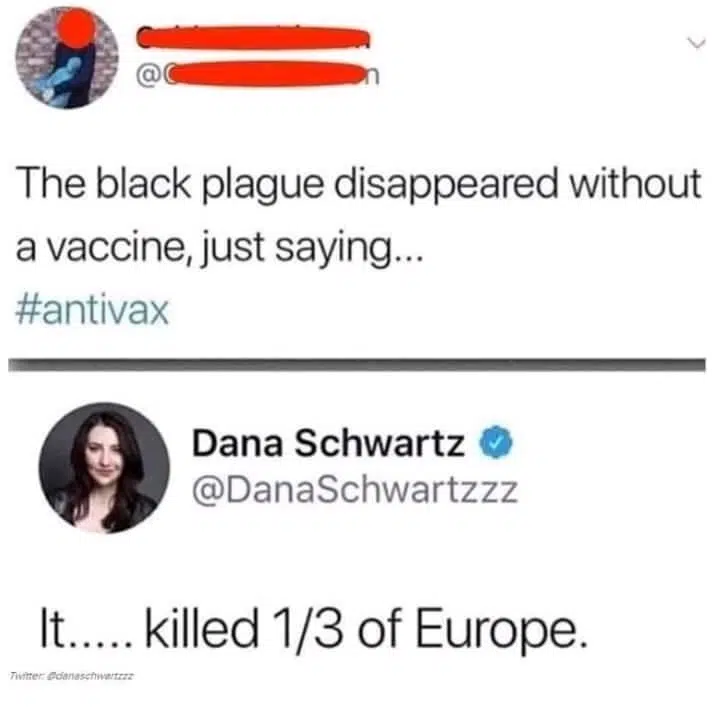 @
The black plague disappeared without
a vaccine, just saying...
#antivax
Dana Schwartz
@DanaSchwartzzz
It..... killed 1/3 of Europe.
Twitter: @danaschwartzzz